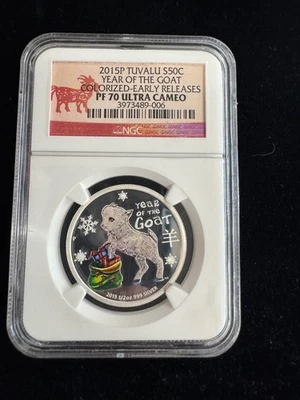 2015P TUVALU S50C
YEAR OF THE GOAT
COLORIZED-EARLY RELEASES
PF 70 ULTRA CAMEO
3973489-006
NGC
YEAR
OF THE
GOAT
羊
2015 1/2oz 999 SILVER